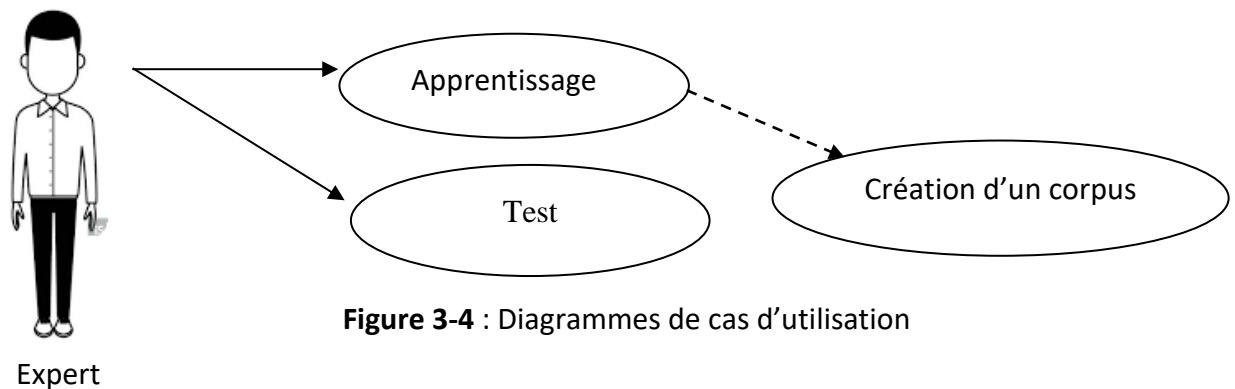 Apprentissage
Création d’un corpus
Test
Figure 3-4 : Diagrammes de cas d’utilisation
Expert